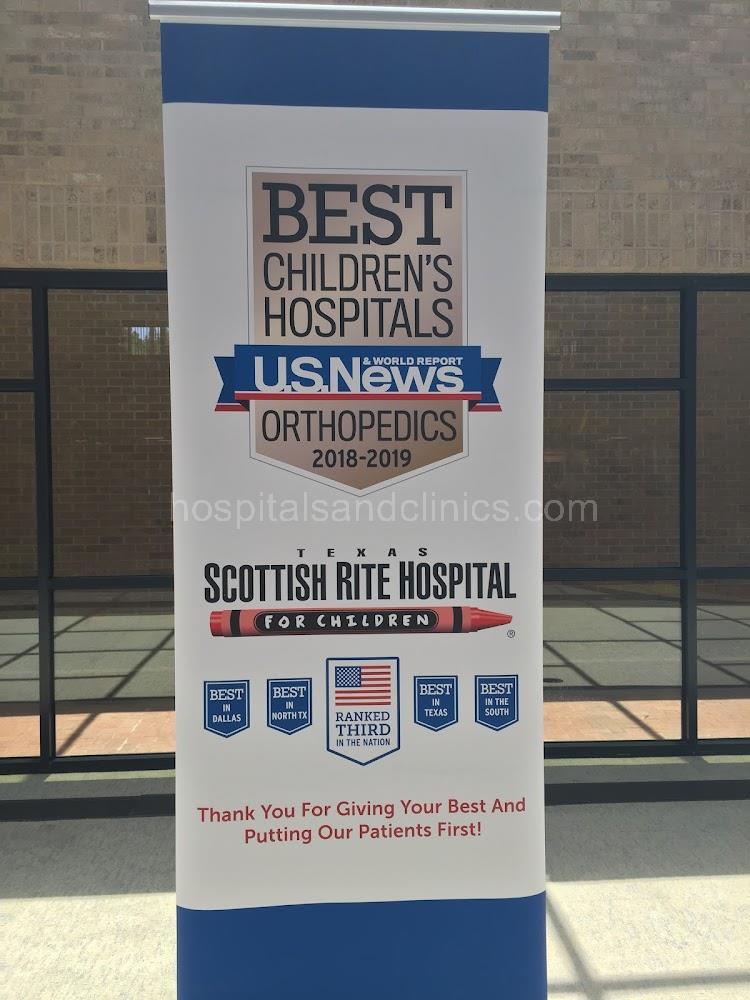 BEST
CHILDREN'S
HOSPITALS
U.S.News & WORLD REPORT
ORTHOPEDICS
2018-2019
hospitalsandclinics.com
TEXAS
SCOTTISH RITE HOSPITAL
FOR CHILDREN
®
BEST
IN
DALLAS
BEST
IN
NORTH TX
RANKED
THIRD
IN THE NATION
BEST
IN
TEXAS
BEST
IN THE
SOUTH
Thank You For Giving Your Best And
Putting Our Patients First!